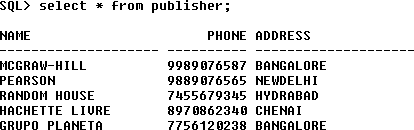 SQL> select * from publisher;
NAME PHONE ADDRESS
-------------------- ---------- --------------------
MCGRAW-HILL 9989076587 BANGALORE
PEARSON 9889076565 NEWDELHI
RANDOM HOUSE 7455679345 HYDRABAD
HACHETTE LIVRE 8970862340 CHENAI
GRUPO PLANETA 7756120238 BANGALORE